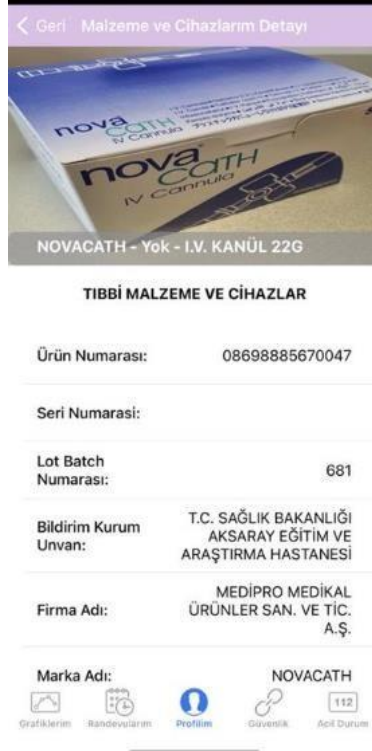 Geri Malzeme ve Cihazlarım Detayı
nova
CATH
IV Cannula
nova
CATH
IV Cannula
NOVACATH - Yok - I.V. KANÜL 22G
TIBBİ MALZEME VE CİHAZLAR
Ürün Numarası: 08698885670047
Seri Numarasi:
Lot Batch
Numarası: 681
Bildirim Kurum
Unvan:
T.C. SAĞLIK BAKANLIĞI
AKSARAY EĞİTİM VE
ARAŞTIRMA HASTANESİ
Firma Adı:
MEDİPRO MEDİKAL
ÜRÜNLER SAN. VE TİC.
A.Ş.
Marka Adı: NOVACATH
Grafiklerim Randevularım Profilim Güvenlik Acil Durum
112